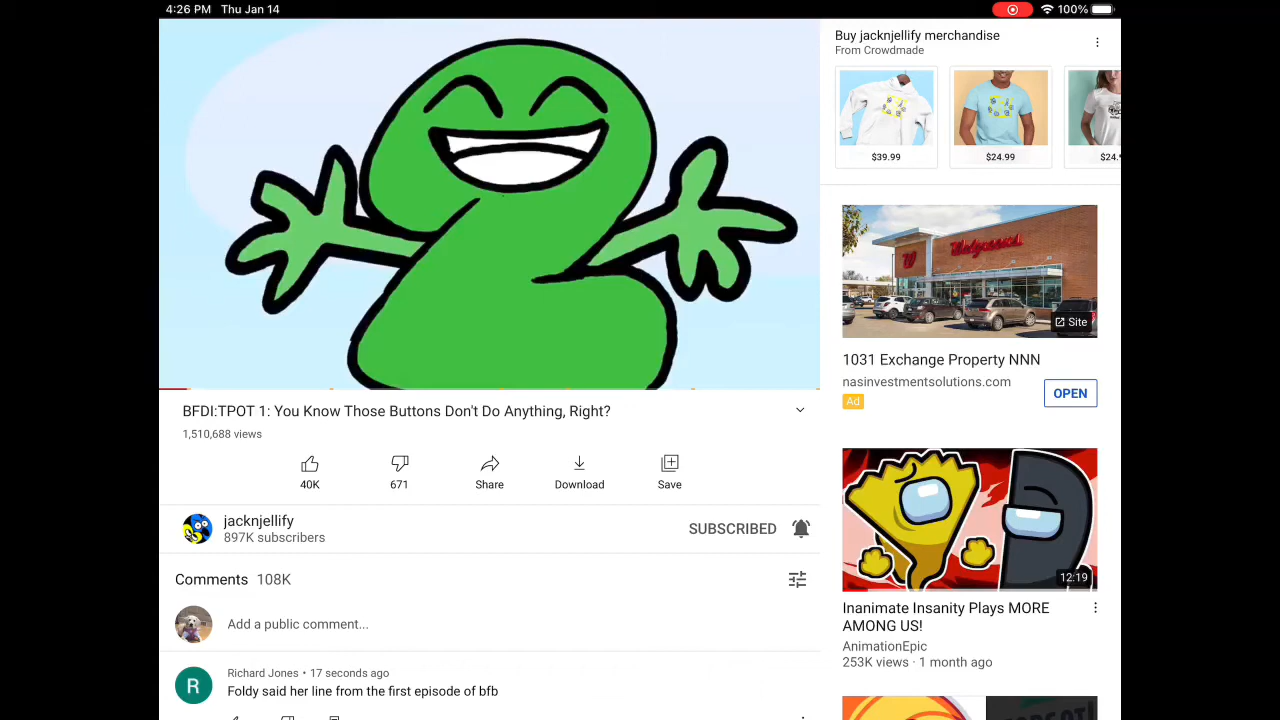 4:26 PM Thu Jan 14
100%
Buy jacknjellify merchandise
From Crowdmade
$39.99
$24.99
$24.
Walgreens
Site
1031 Exchange Property NNN
nasinvestmentsolutions.com
Ad
OPEN
BFDI:TPOT 1: You Know Those Buttons Don't Do Anything, Right?
1,510,688 views
40K
671
Share
Download
Save
jacknjellify
897K subscribers
SUBSCRIBED
Comments 108K
Add a public comment...
R
Richard Jones • 17 seconds ago
Foldy said her line from the first episode of bfb
12:19
Inanimate Insanity Plays MORE
AMONG US!
AnimationEpic
253K views · 1 month ago